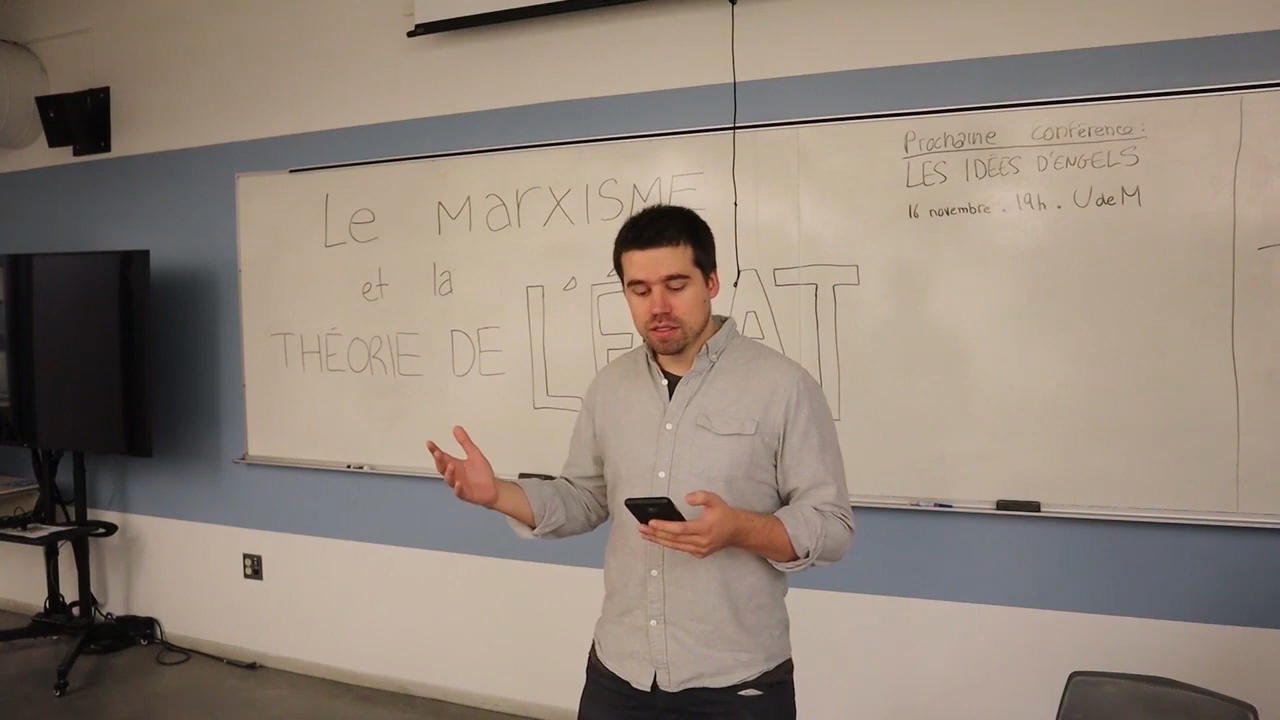 Le marxisme
et la
THÉORIE DE L'ÉTAT
Prochaine conférence:
LES IDÉES D'ENGELS
16 novembre. 19h. UdeM